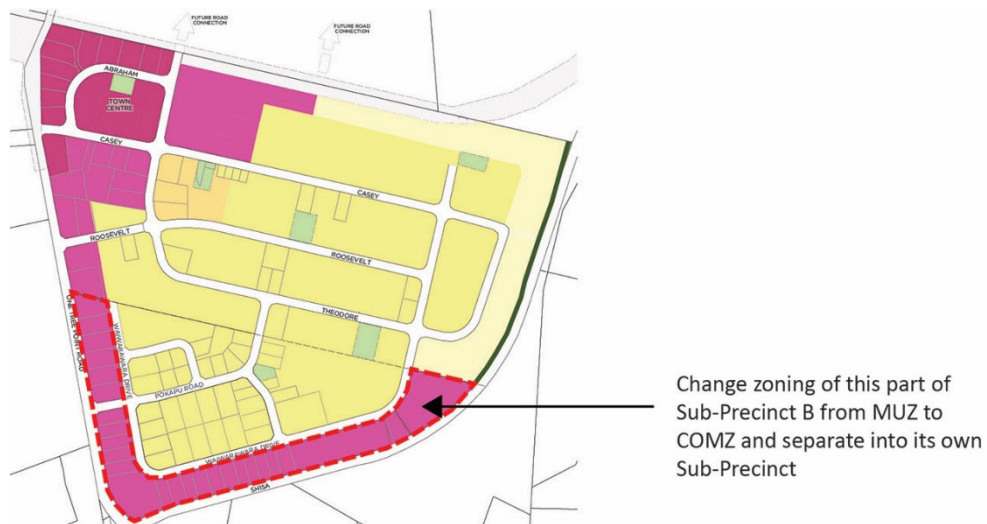 FUTURE ROAD
CONNECTION
FUTURE ROAD
CONNECTION
ABRAHAM
TOWN
CENTRE
CASEY
CASEY
ROOSEVELT
ROOSEVELT
THEODORE
ONE TREE POINT ROAD
WAIWARAWARA DRIVE
POKAPU ROAD
WAIWARAWARA DRIVE
SHISA
Change zoning of this part of
Sub-Precinct B from MUZ to
COMZ and separate into its own
Sub-Precinct